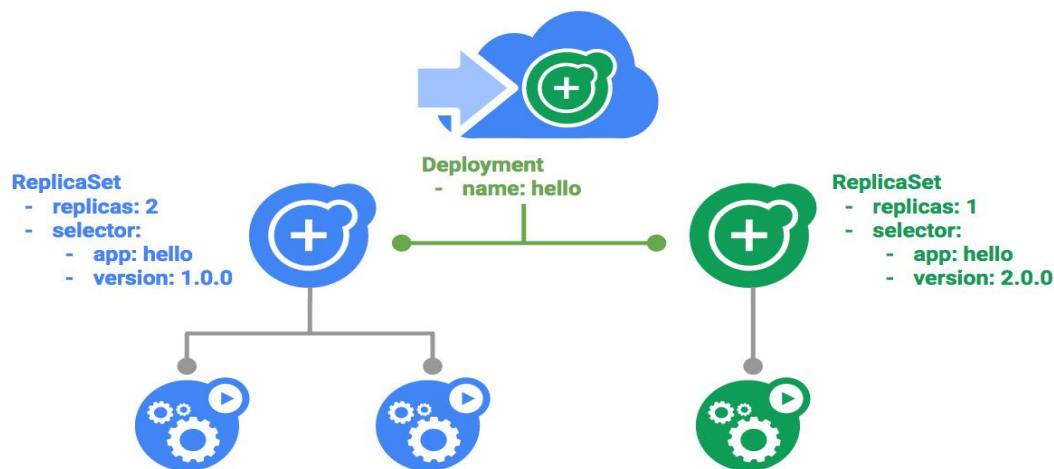 Deployment
- name: hello
ReplicaSet
- replicas: 2
- selector:
- app: hello
- version: 1.0.0
ReplicaSet
- replicas: 1
- selector:
- app: hello
- version: 2.0.0